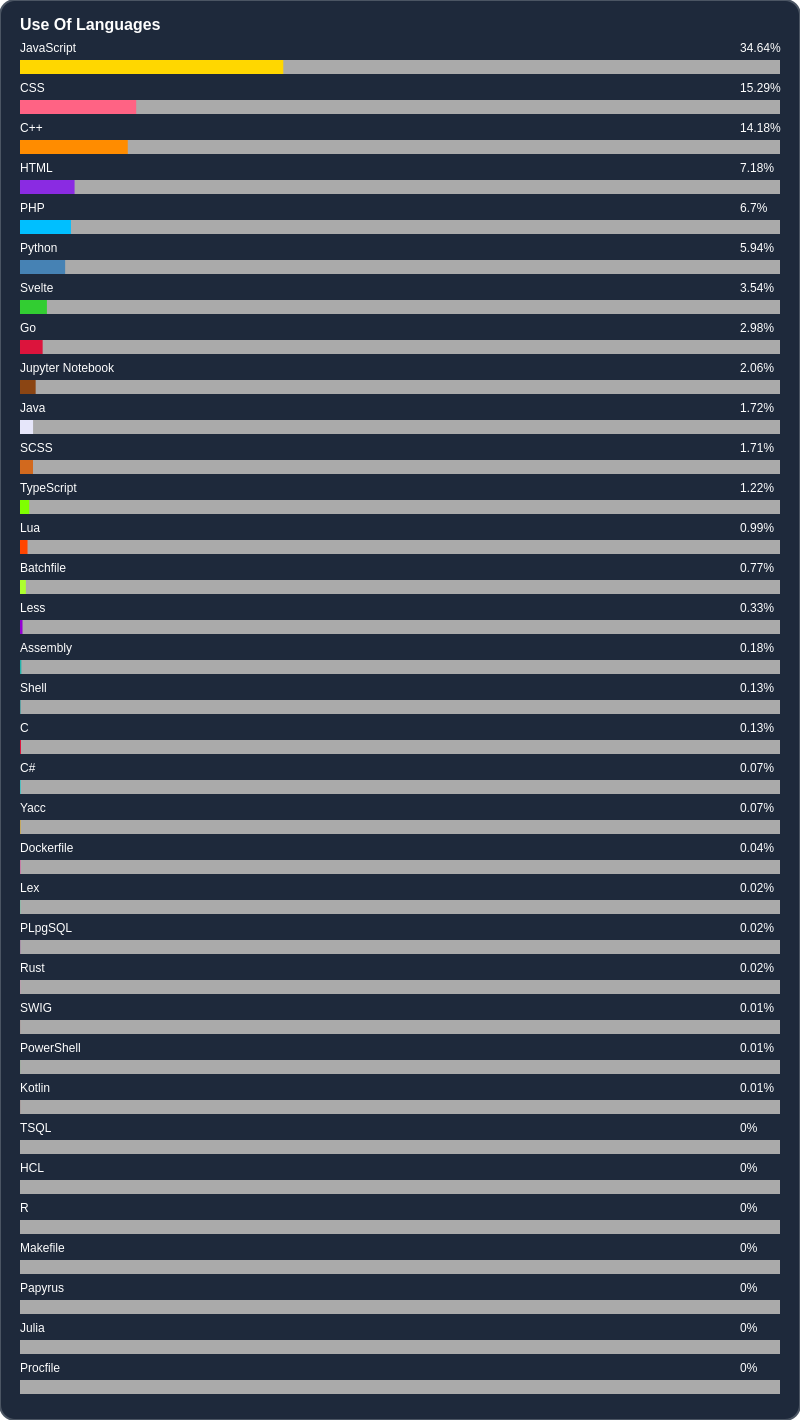 Use Of Languages
JavaScript 34.64%
CSS 15.29%
C++ 14.18%
HTML 7.18%
PHP 6.7%
Python 5.94%
Svelte 3.54%
Go 2.98%
Jupyter Notebook 2.06%
Java 1.72%
SCSS 1.71%
TypeScript 1.22%
Lua 0.99%
Batchfile 0.77%
Less 0.33%
Assembly 0.18%
Shell 0.13%
C 0.13%
C# 0.07%
Yacc 0.07%
Dockerfile 0.04%
Lex 0.02%
PLpgSQL 0.02%
Rust 0.02%
SWIG 0.01%
PowerShell 0.01%
Kotlin 0.01%
TSQL 0%
HCL 0%
R 0%
Makefile 0%
Papyrus 0%
Julia 0%
Procfile 0%